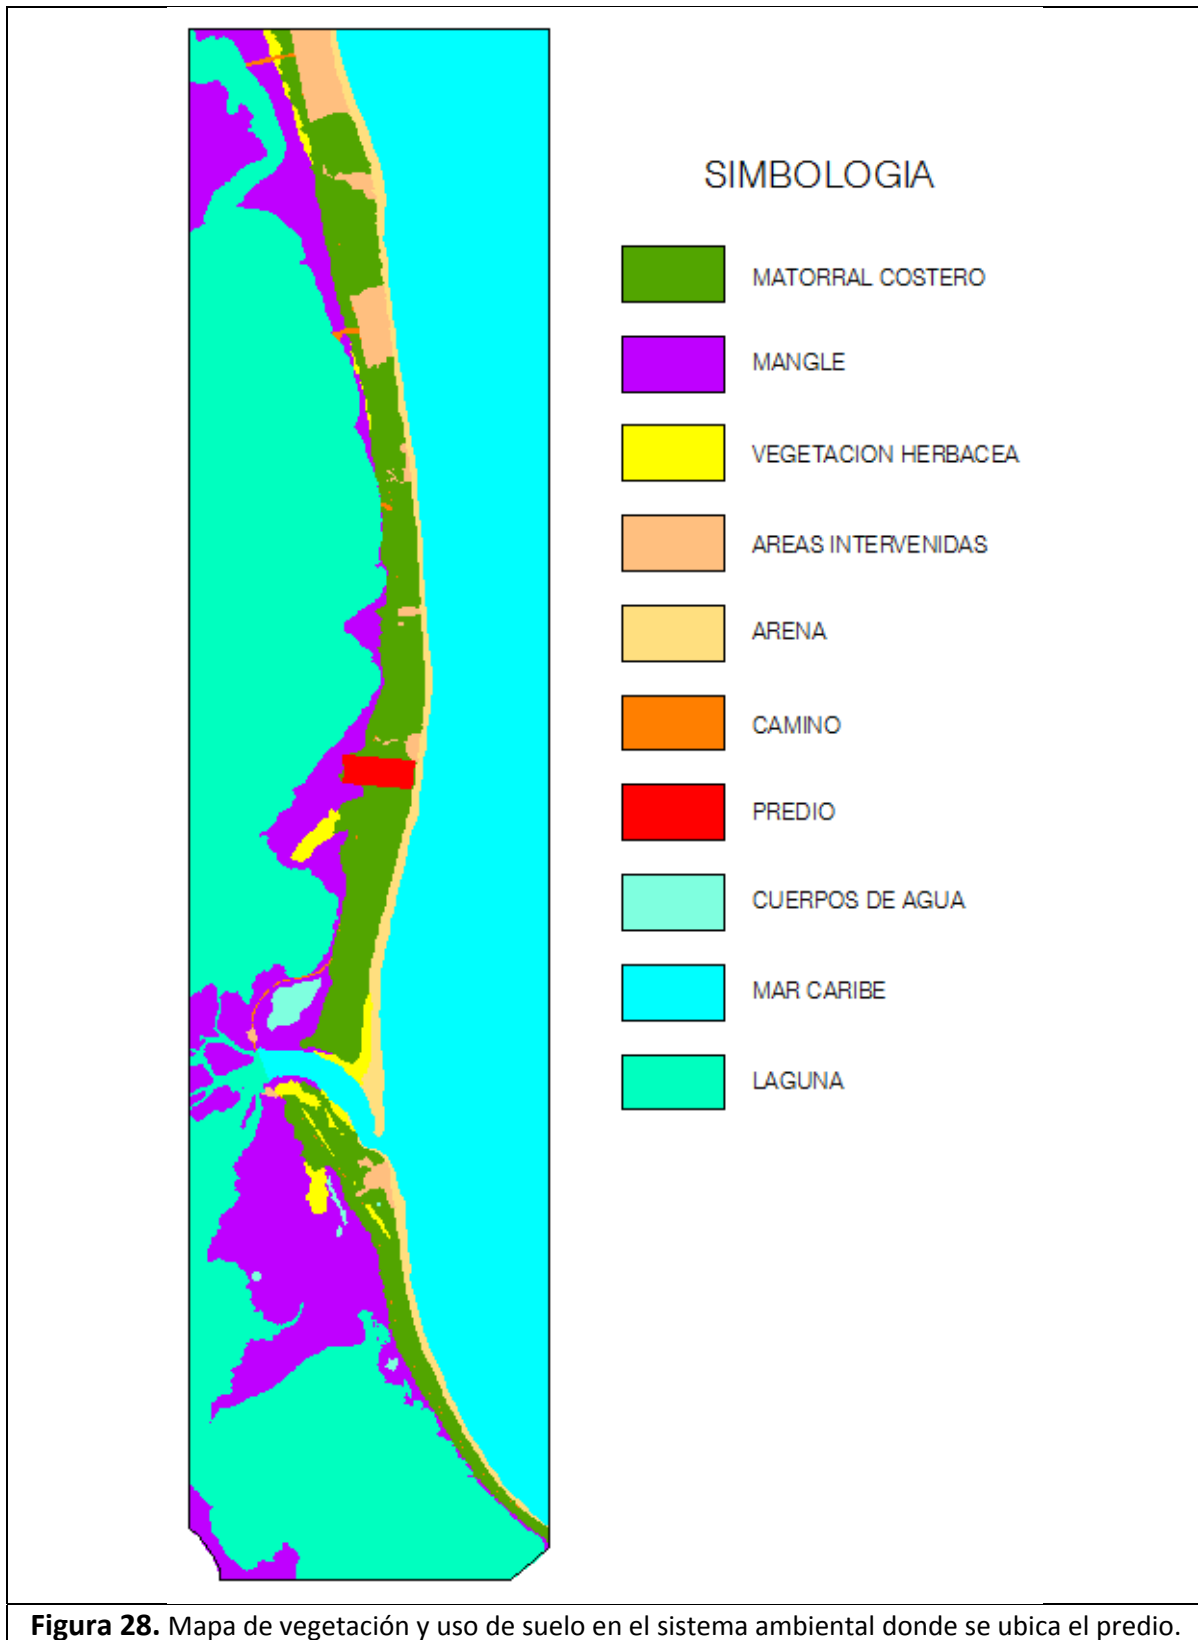 SIMBOLOGIA
MATORRAL COSTERO
MANGLE
VEGETACION HERBACEA
AREAS INTERVENIDAS
ARENA
CAMINO
PREDIO
CUERPOS DE AGUA
MAR CARIBE
LAGUNA
Figura 28. Mapa de vegetación y uso de suelo en el sistema ambiental donde se ubica el predio.